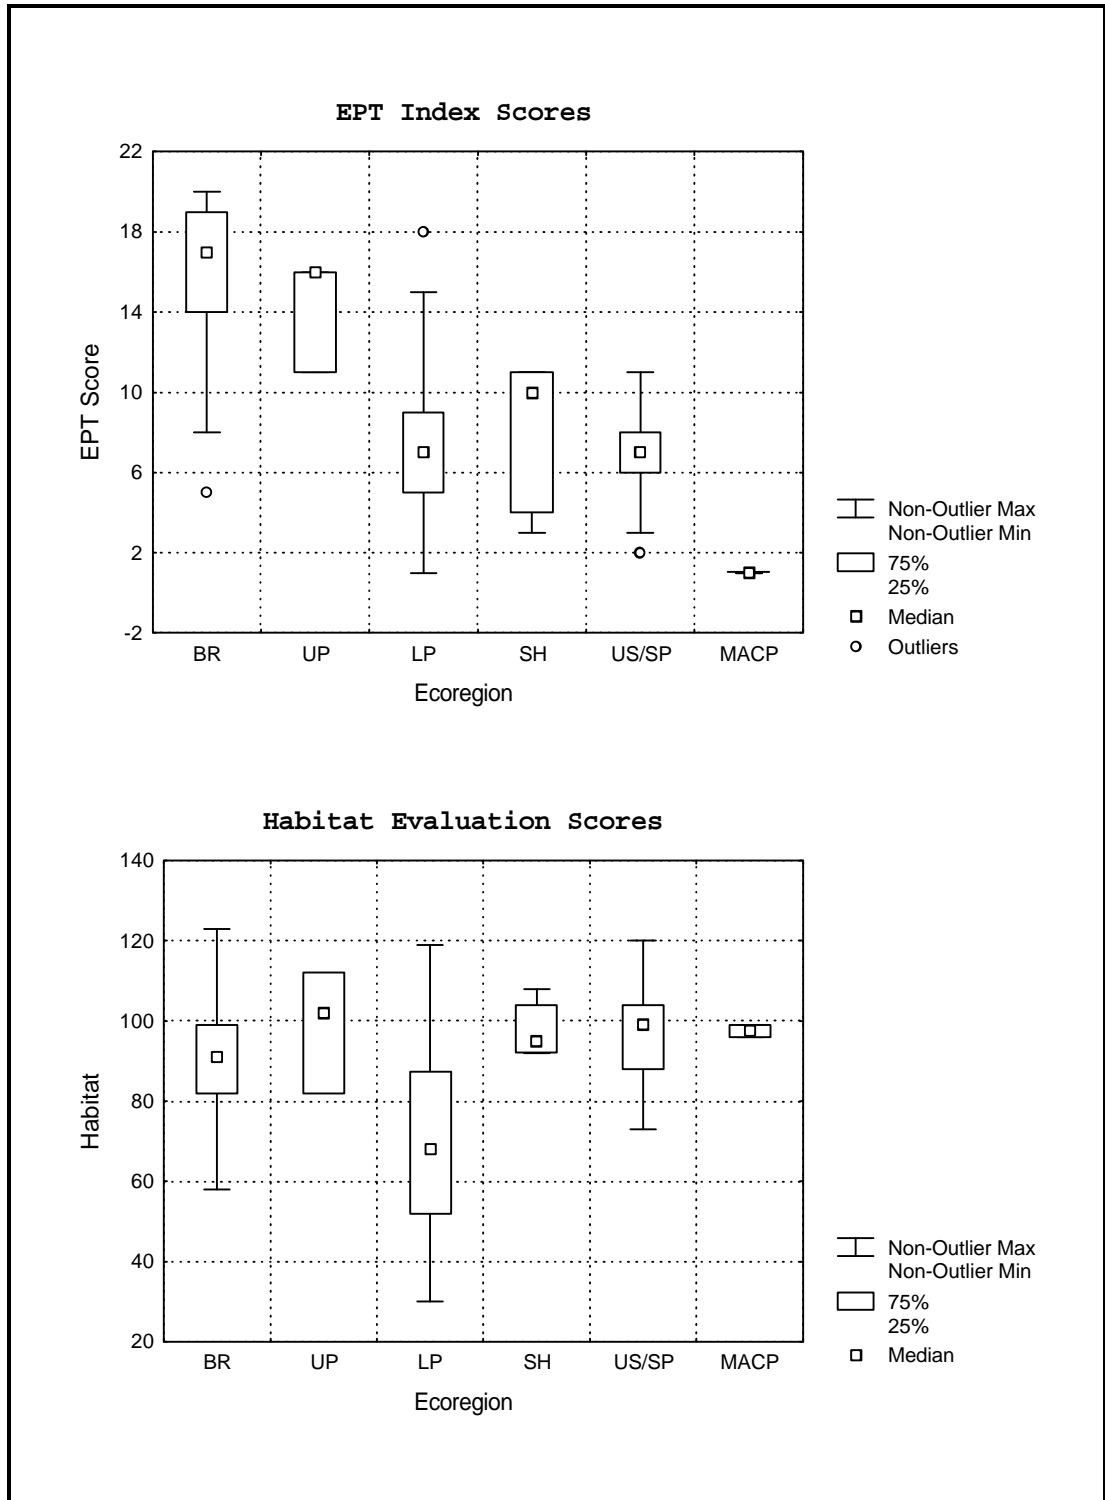 EPT Index Scores
22
18
14
10
6
2
-2
EPT Score
BR UP LP SH US/SP MACP
Ecoregion
Non-Outlier Max
Non-Outlier Min
75%
25%
Median
Outliers
Habitat Evaluation Scores
140
120
100
80
60
40
20
Habitat
BR UP LP SH US/SP MACP
Ecoregion
Non-Outlier Max
Non-Outlier Min
75%
25%
Median